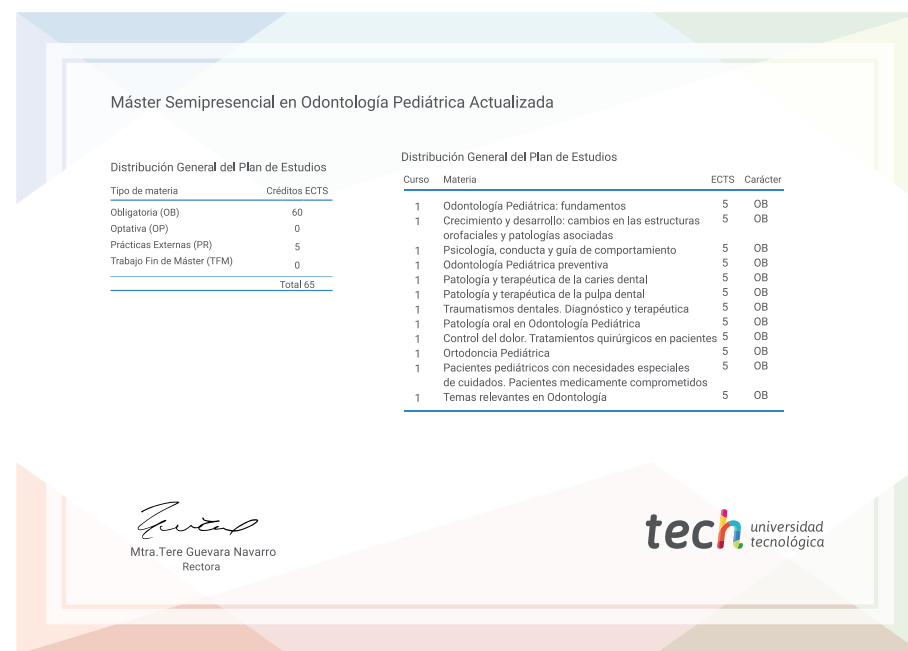 Máster Semipresencial en Odontología Pediátrica Actualizada
Distribución General del Plan de Estudios
Tipo de materia Créditos ECTS
Obligatoria (OB) 60
Optativa (OP) 0
Prácticas Externas (PR) 5
Trabajo Fin de Máster (TFM) 0
Total 65
Distribución General del Plan de Estudios
Curso Materia ECTS Carácter
1 Odontología Pediátrica: fundamentos 5 OB
1 Crecimiento y desarrollo: cambios en las estructuras 5 OB
orofaciales y patologías asociadas
1 Psicología, conducta y guía de comportamiento 5 OB
1 Odontología Pediátrica preventiva 5 OB
1 Patología y terapéutica de la caries dental 5 OB
1 Patología y terapéutica de la pulpa dental 5 OB
1 Traumatismos dentales. Diagnóstico y terapéutica 5 OB
1 Patología oral en Odontología Pediátrica 5 OB
1 Control del dolor. Tratamientos quirúrgicos en pacientes 5 OB
1 Ortodoncia Pediátrica 5 OB
1 Pacientes pediátricos con necesidades especiales 5 OB
de cuidados. Pacientes medicamente comprometidos
1 Temas relevantes en Odontología 5 OB
Mtra.Tere Guevara Navarro
Rectora
tech universidad
tecnológica